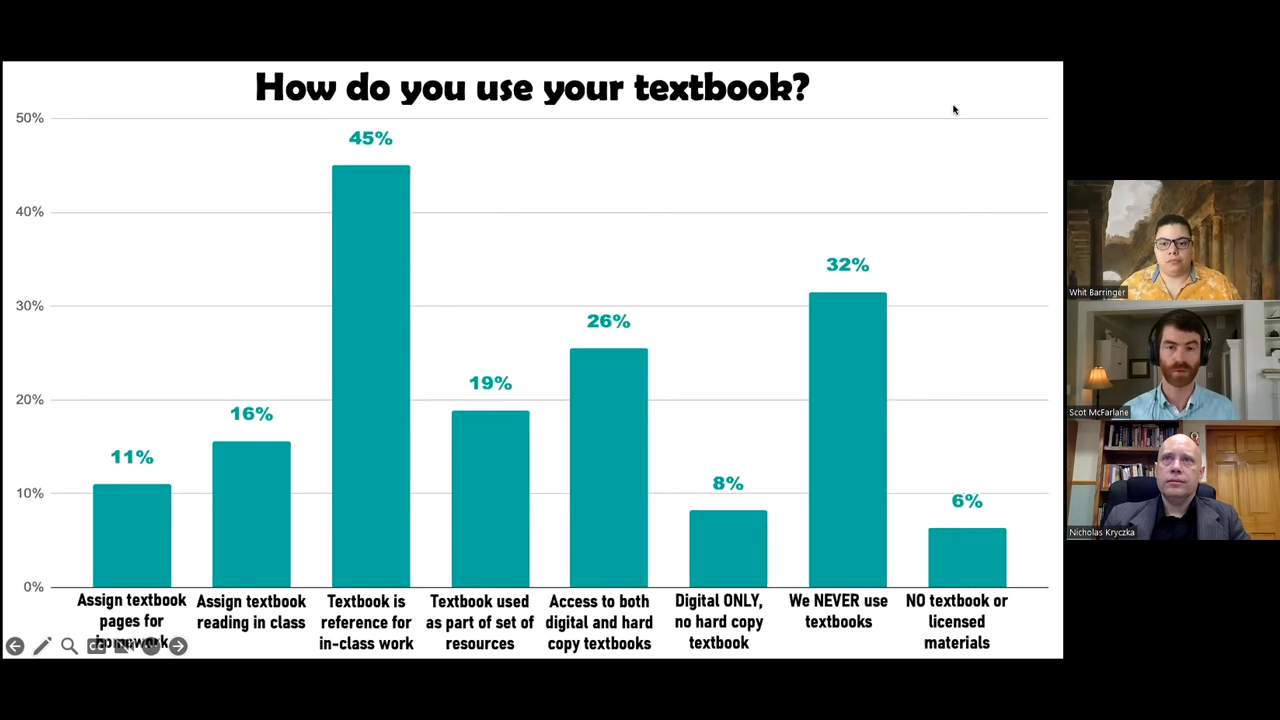 How do you use your textbook?
50%
40%
30%
20%
10%
0%
11%
16%
45%
19%
26%
8%
32%
6%
Assign textbook
pages for
homework
Assign textbook
reading in class
Textbook is
reference for
in-class work
Textbook used
as part of set of
resources
Access to both
digital and hard
copy textbooks
Digital ONLY,
no hard copy
textbook
We NEVER use
textbooks
NO textbook or
licensed
materials
CC
Whit Barringer
Scot McFarlane
Nicholas Kryczka